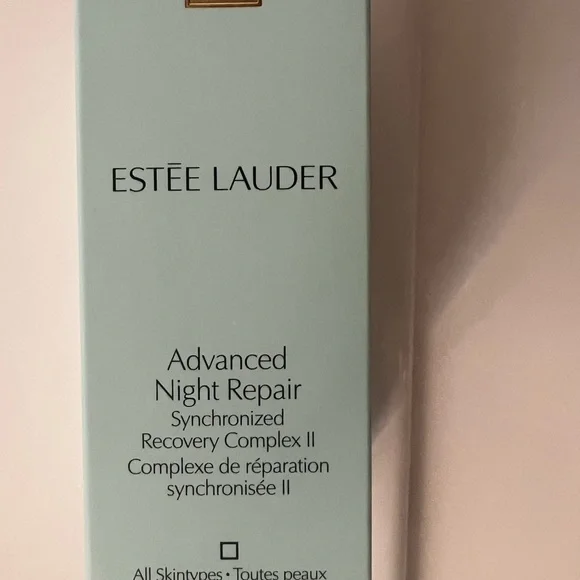 ESTĒE LAUDER
Advanced
Night Repair
Synchronized
Recovery Complex II
Complexe de réparation
synchronisée II
All Skintypes • Toutes peaux